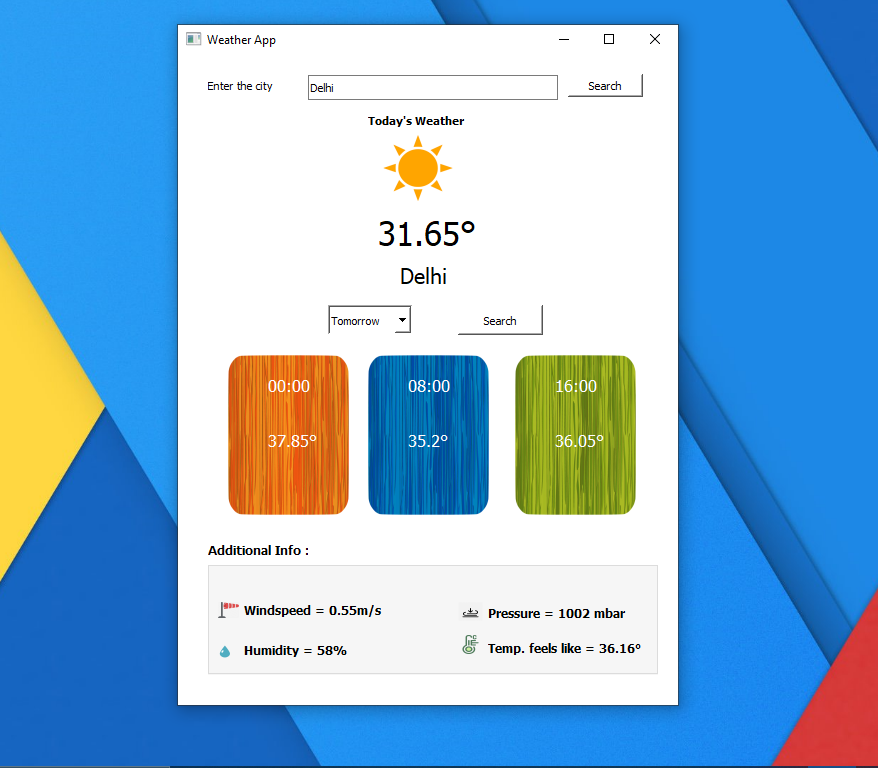 Weather App
Enter the city Delhi Search
Today's Weather
31.65°
Delhi
Tomorrow Search
00:00 08:00 16:00
37.85° 35.2° 36.05°
Additional Info :
Windspeed = 0.55m/s Pressure = 1002 mbar
Humidity = 58% Temp. feels like = 36.16°